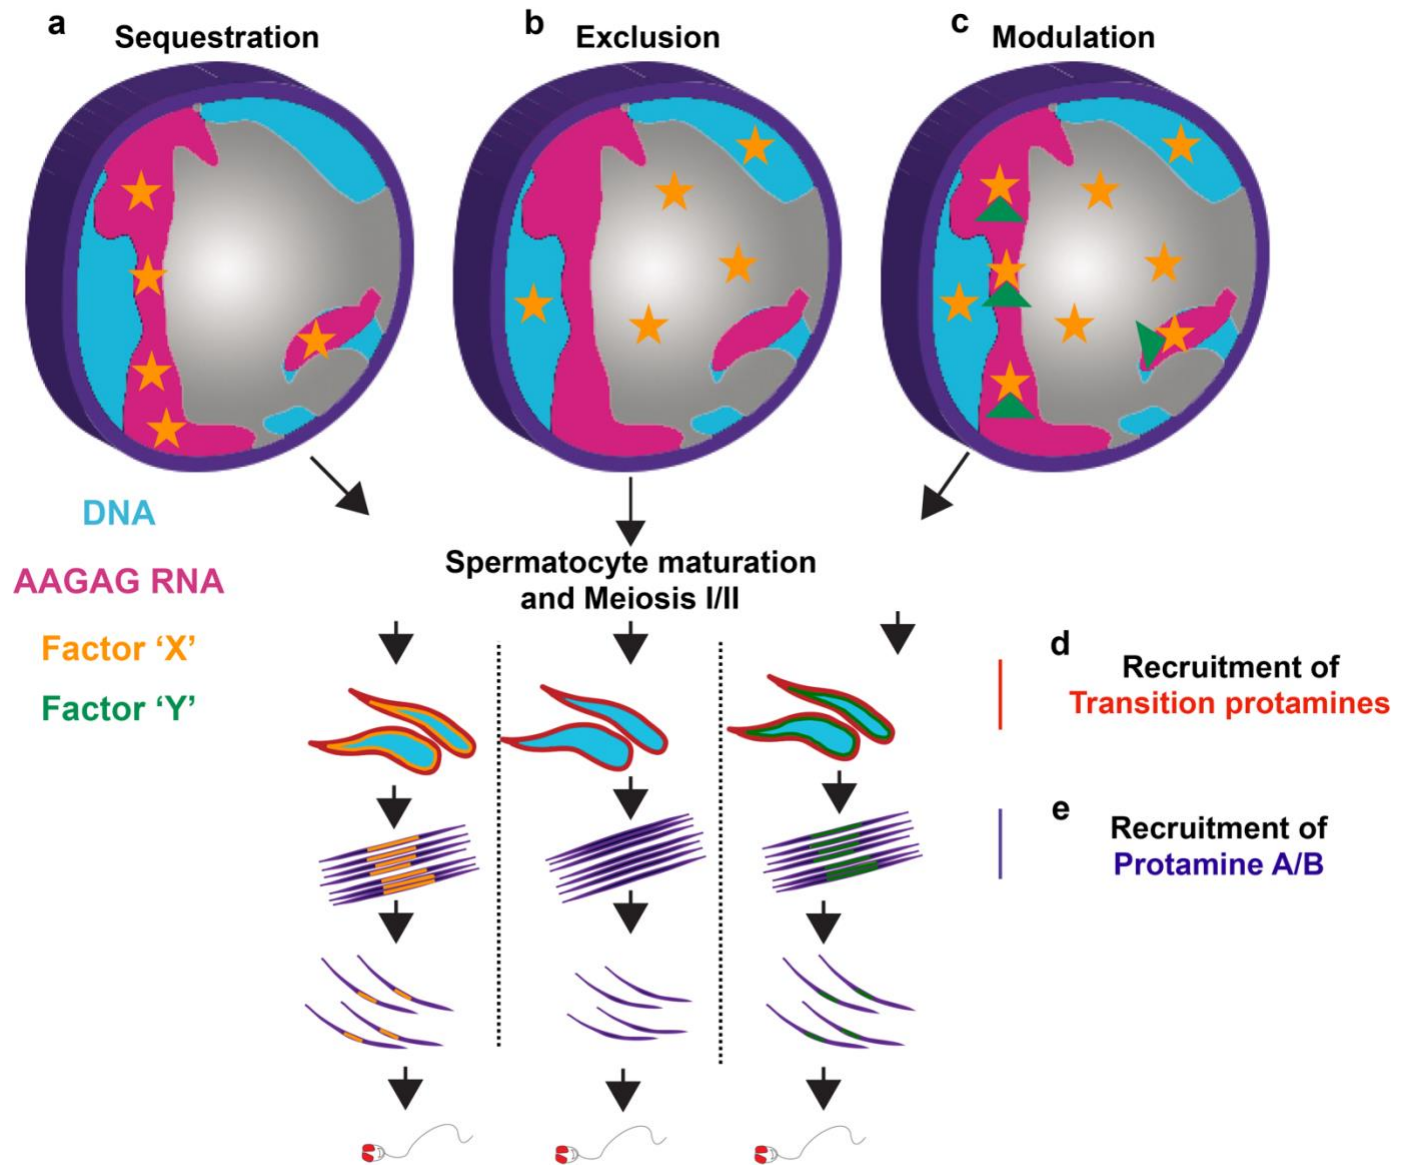 a
Sequestration
b
Exclusion
c
Modulation
DNA
AAGAG RNA
Factor ‘X’
Factor ‘Y’
Spermatocyte maturation
and Meiosis I/II
d
Recruitment of
Transition protamines
e
Recruitment of
Protamine A/B